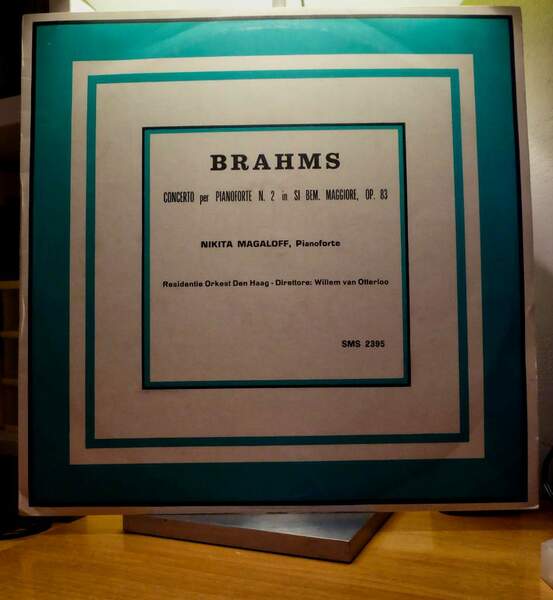 BRAHMS
CONCERTO per PIANOFORTE N. 2 in SI BEM. MAGGIORE, OP. 83
NIKITA MAGALOFF, Pianoforte
Residentie Orkest Den Haag - Direttore: Willem van Otterloo
SMS 2395